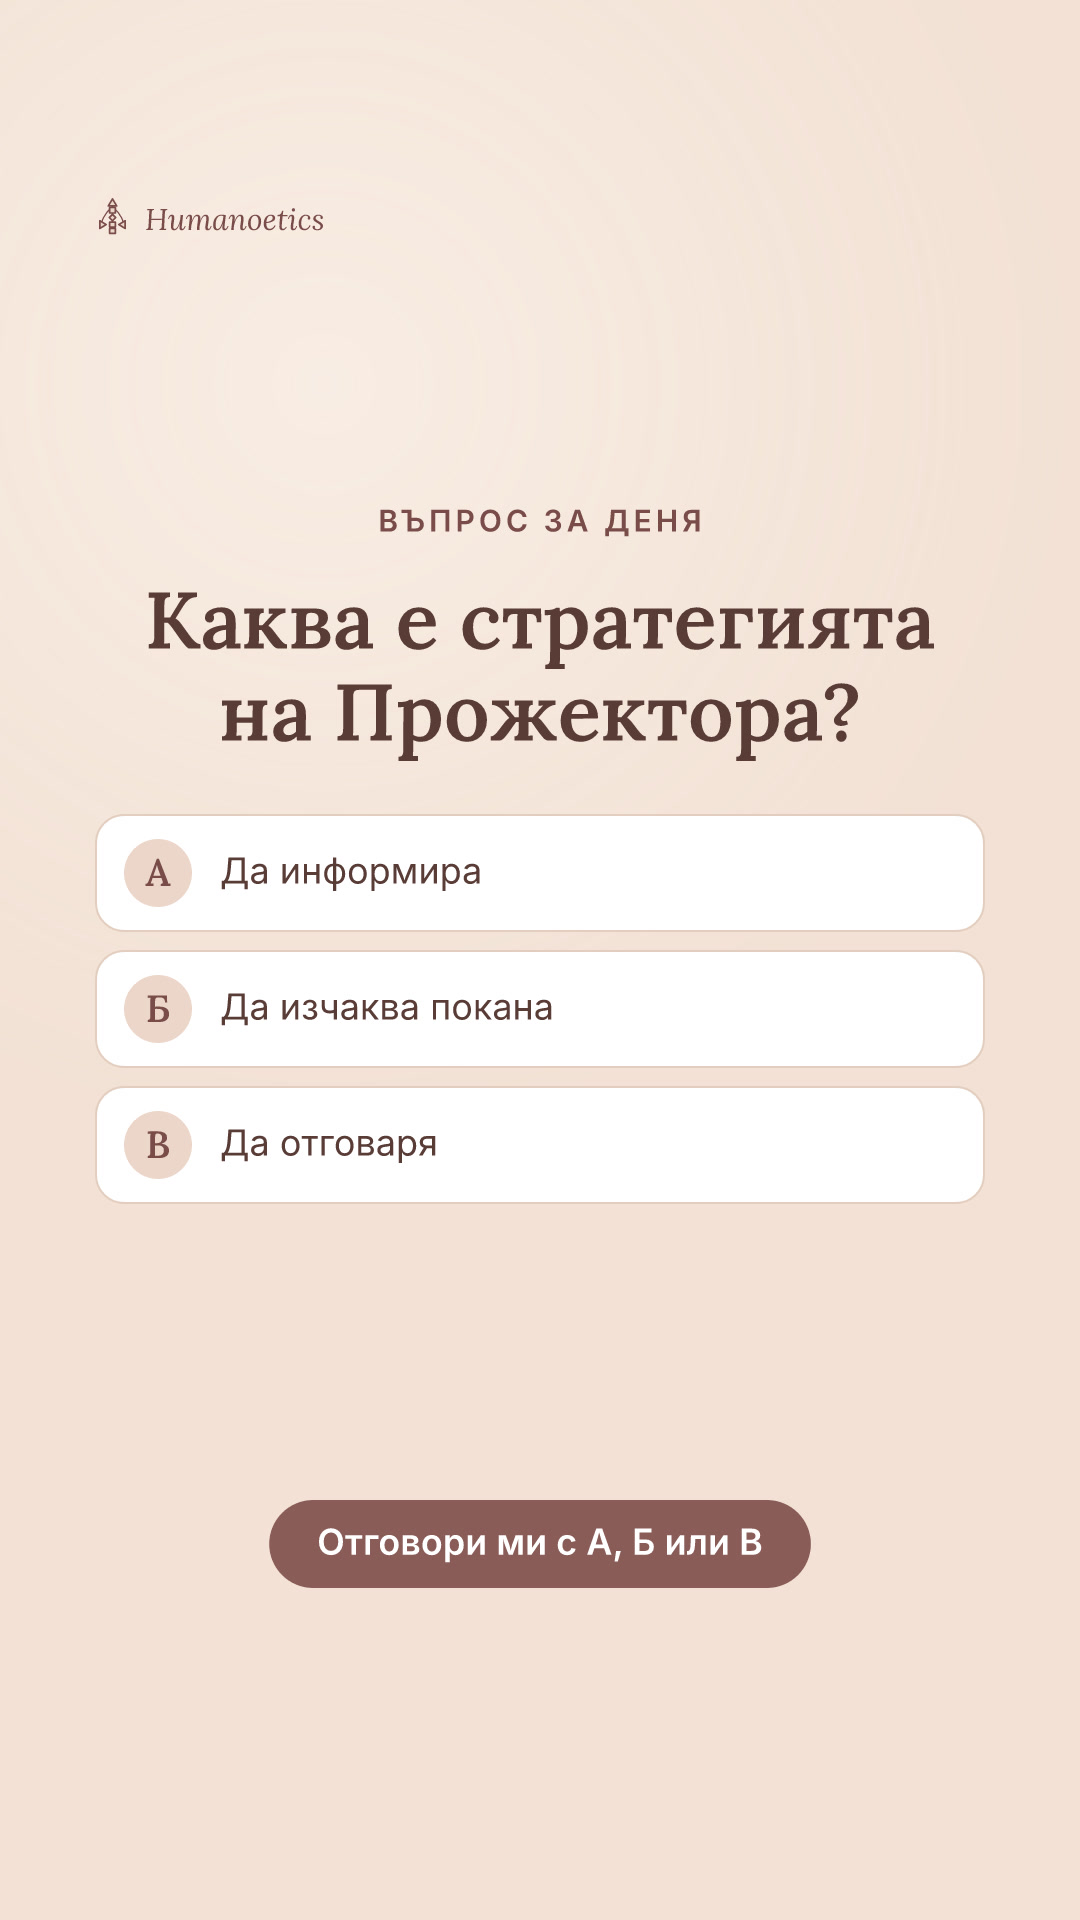 Humanoetics
ВЪПРОС ЗА ДЕНЯ
Каква е стратегията
на Прожектора?
А Да информира
Б Да изчаква покана
В Да отговаря
Отговори ми с А, Б или В